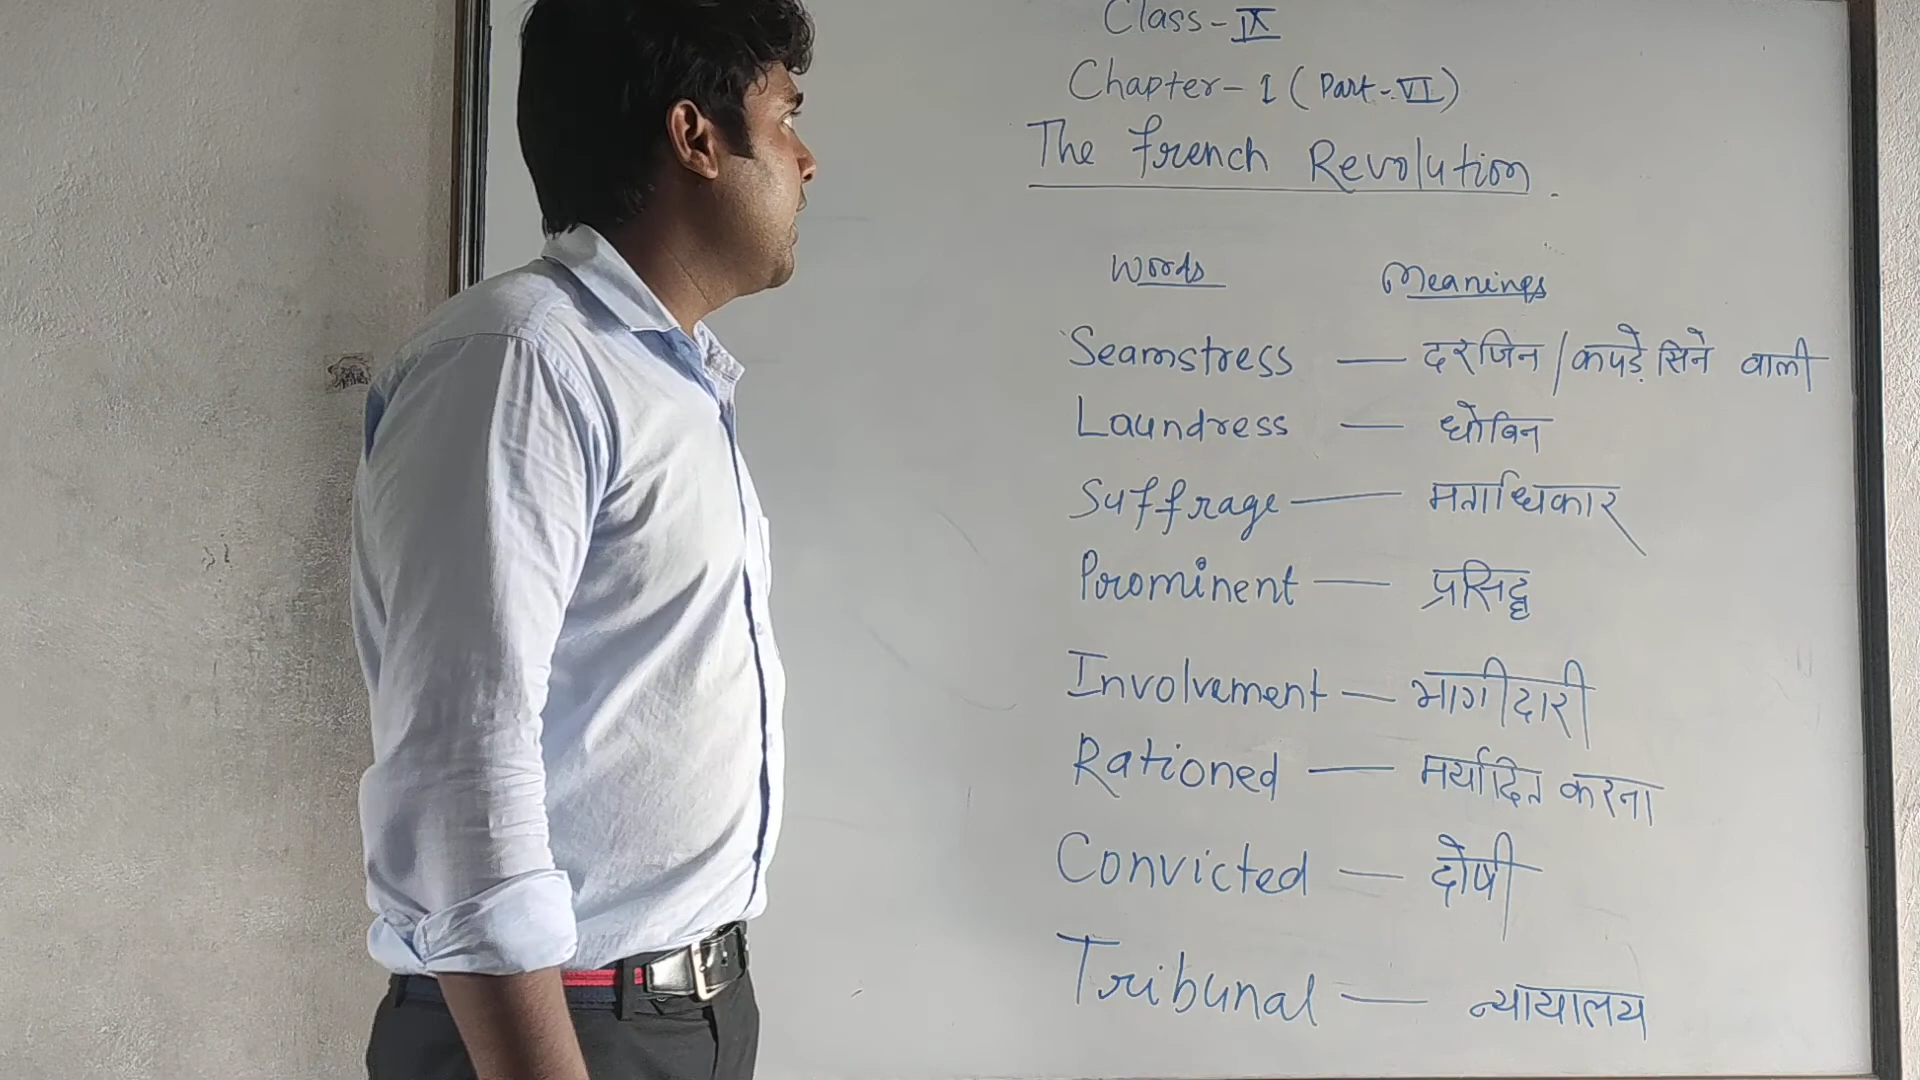 Class-IX
Chapter-1 (Part-VI)
The French Revolution.
Words Meanings
Seamstress — दरजिन/कपड़े सिने वाली
Laundress — धोबिन
Suffrage — मताधिकार
Prominent — प्रसिद्ध
Involvement — भागीदारी
Rationed — मर्यादित करना
Convicted — दोषी
Tribunal — न्यायालय